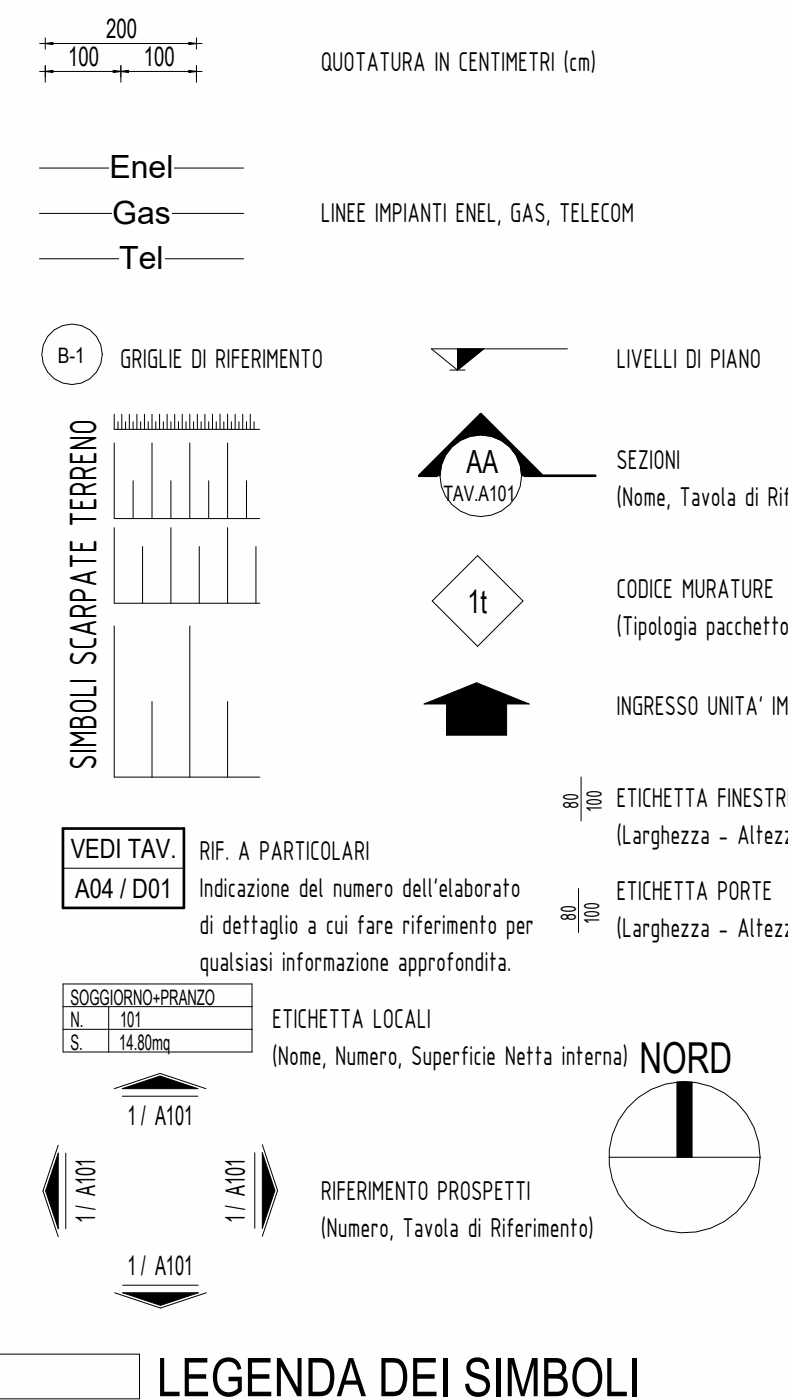 200
100 100
QUOTATURA IN CENTIMETRI (cm)
Enel
Gas
Tel
LINEE IMPIANTI ENEL, GAS, TELECOM
B-1
GRIGLIE DI RIFERIMENTO
LIVELLI DI PIANO
SIMBOLI SCARPATE TERRENO
AA
TAV.A101
SEZIONI
(Nome, Tavola di Rif
1t
CODICE MURATURE
(Tipologia pacchetto
INGRESSO UNITA' IM
80
100
ETICHETTA FINESTR
(Larghezza - Altez
80
100
ETICHETTA PORTE
(Larghezza - Altez
VEDI TAV.
A04 / D01
RIF. A PARTICOLARI
Indicazione del numero dell'elaborato
di dettaglio a cui fare riferimento per
qualsiasi informazione approfondita.
SOGGIORNO+PRANZO
N. 101
S. 14.80mq
ETICHETTA LOCALI
(Nome, Numero, Superficie Netta interna)
NORD
1/ A101
1/ A101
1/ A101
1/ A101
RIFERIMENTO PROSPETTI
(Numero, Tavola di Riferimento)
LEGENDA DEI SIMBOLI